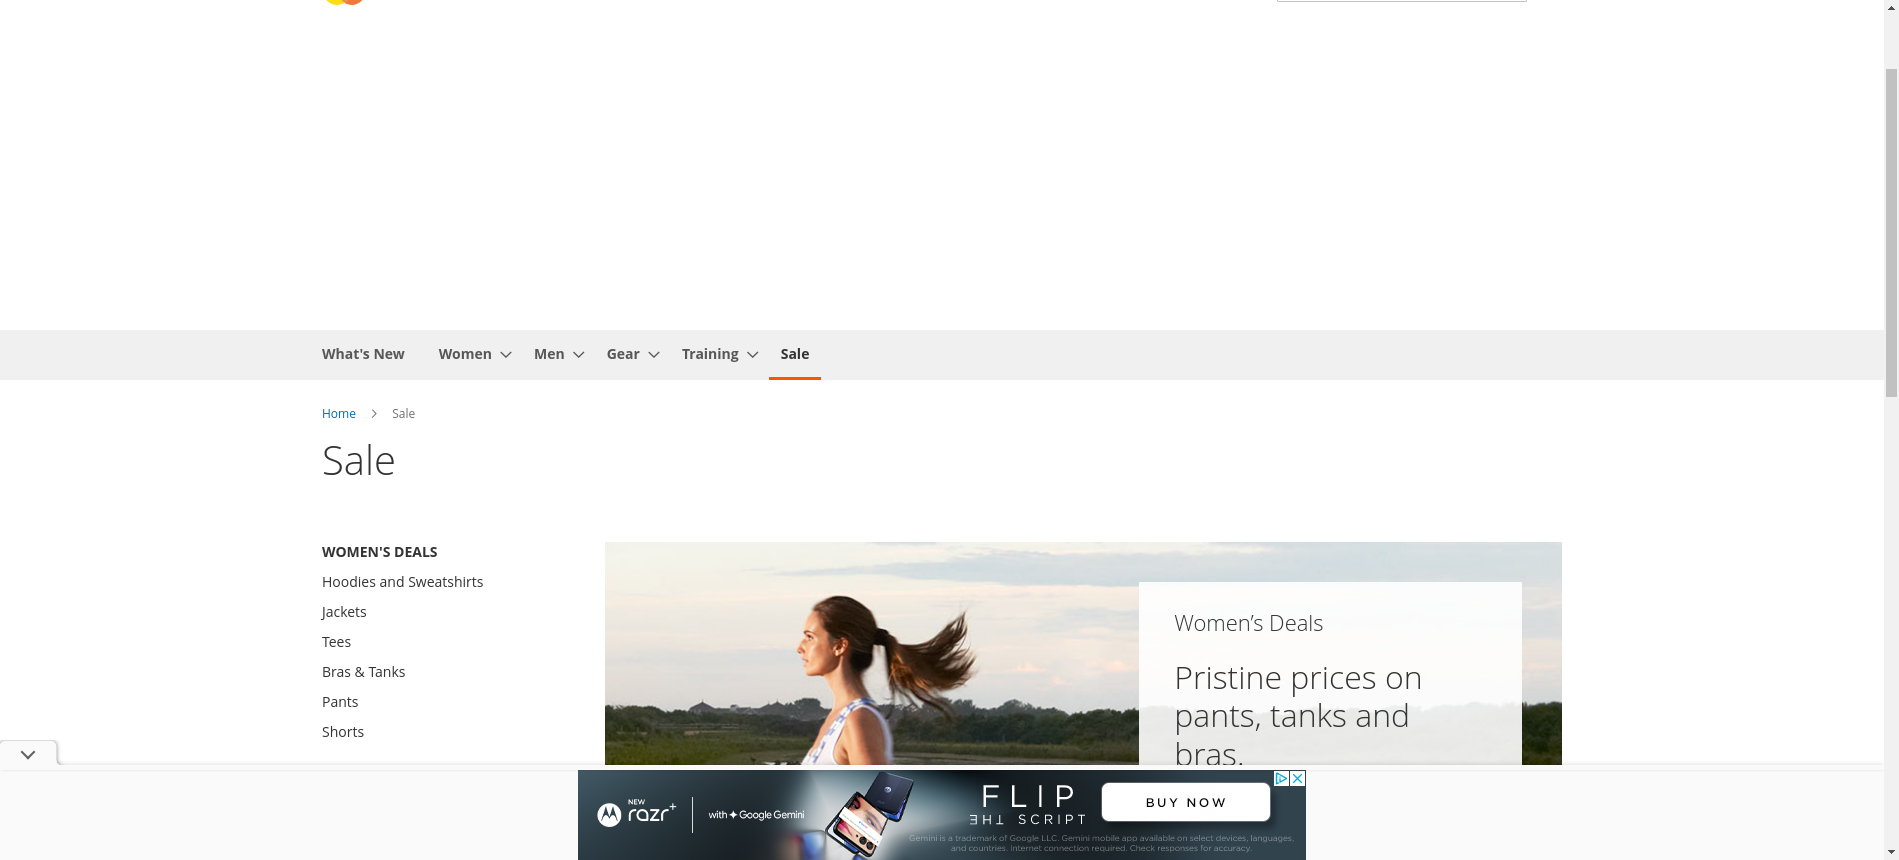 What's New
Women
Men
Gear
Training
Sale
Home
Sale
Sale
WOMEN'S DEALS
Hoodies and Sweatshirts
Jackets
Tees
Bras & Tanks
Pants
Shorts
Women’s Deals
Pristine prices on
pants, tanks and
bras.
NEW
razr+
with Google Gemini
FLIP
THE SCRIPT
BUY NOW
Gemini is a trademark of Google LLC. Gemini mobile app available on select devices, languages,
and countries. Internet connection required. Check responses for accuracy.